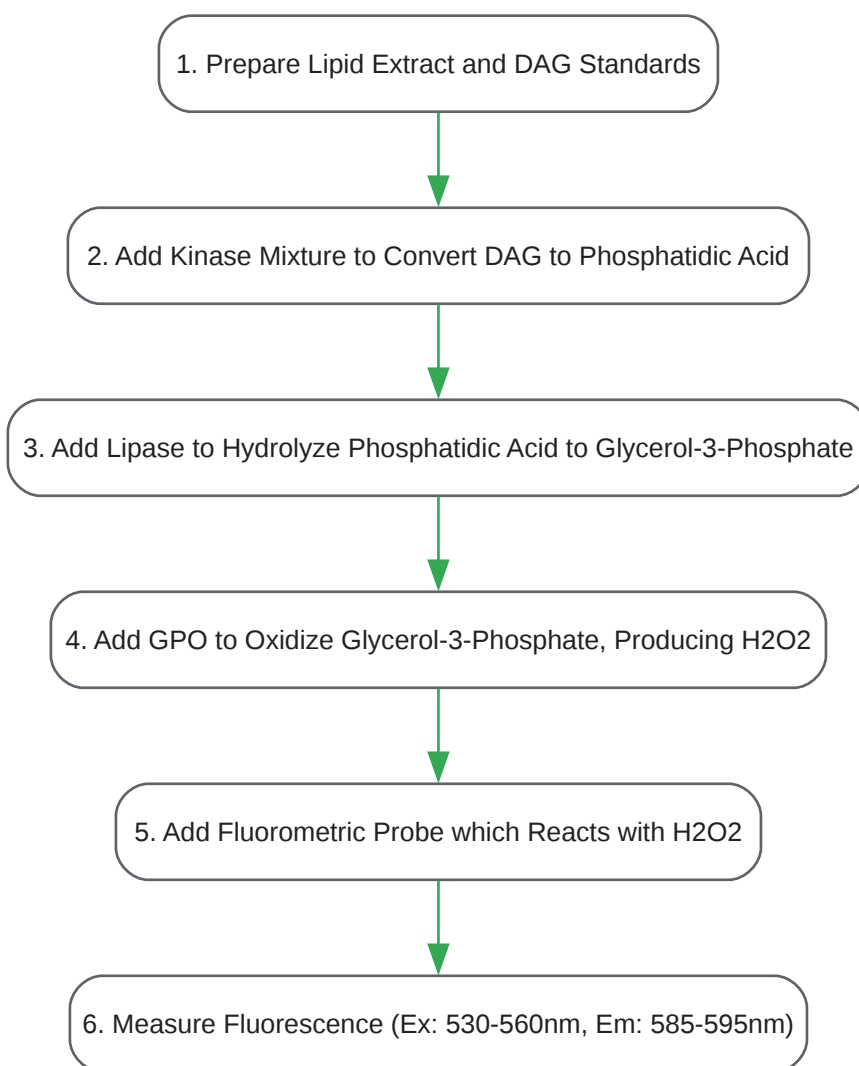 1. Prepare Lipid Extract and DAG Standards
2. Add Kinase Mixture to Convert DAG to Phosphatidic Acid
3. Add Lipase to Hydrolyze Phosphatidic Acid to Glycerol-3-Phosphate
4. Add GPO to Oxidize Glycerol-3-Phosphate, Producing H2O2
5. Add Fluorometric Probe which Reacts with H2O2
6. Measure Fluorescence (Ex: 530-560nm, Em: 585-595nm)